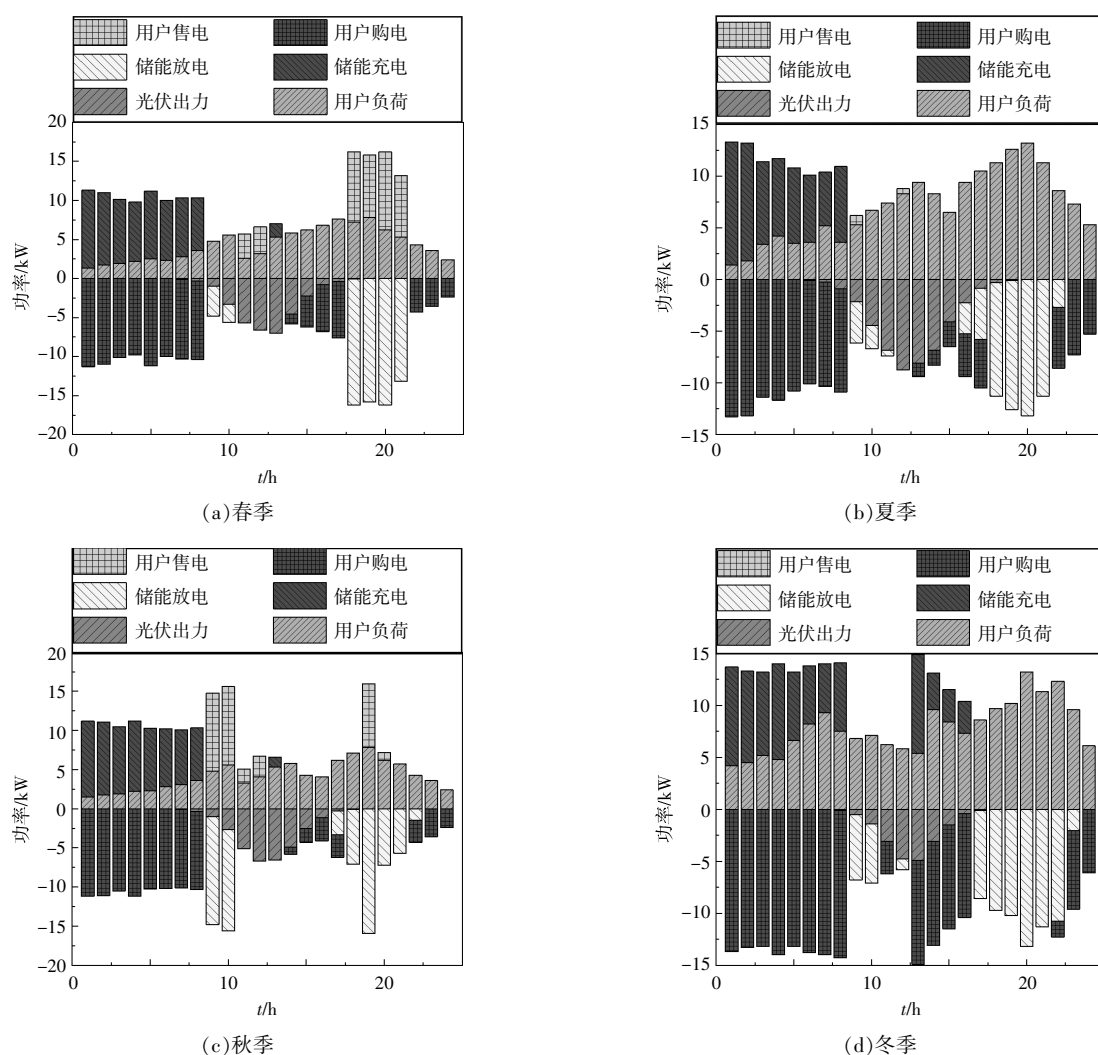 用户售电 用户购电
储能放电 储能充电
光伏出力 用户负荷
20
15
10
5
0
−5
−10
−15
−20
功率/kW
0 10 20
t/h
(a)春季
用户售电 用户购电
储能放电 储能充电
光伏出力 用户负荷
15
10
5
0
−5
−10
−15
功率/kW
0 10 20
t/h
(b)夏季
用户售电 用户购电
储能放电 储能充电
光伏出力 用户负荷
20
15
10
5
0
−5
−10
−15
−20
功率/kW
0 10 20
t/h
(c)秋季
用户售电 用户购电
储能放电 储能充电
光伏出力 用户负荷
15
10
5
0
−5
−10
−15
功率/kW
0 10 20
t/h
(d)冬季